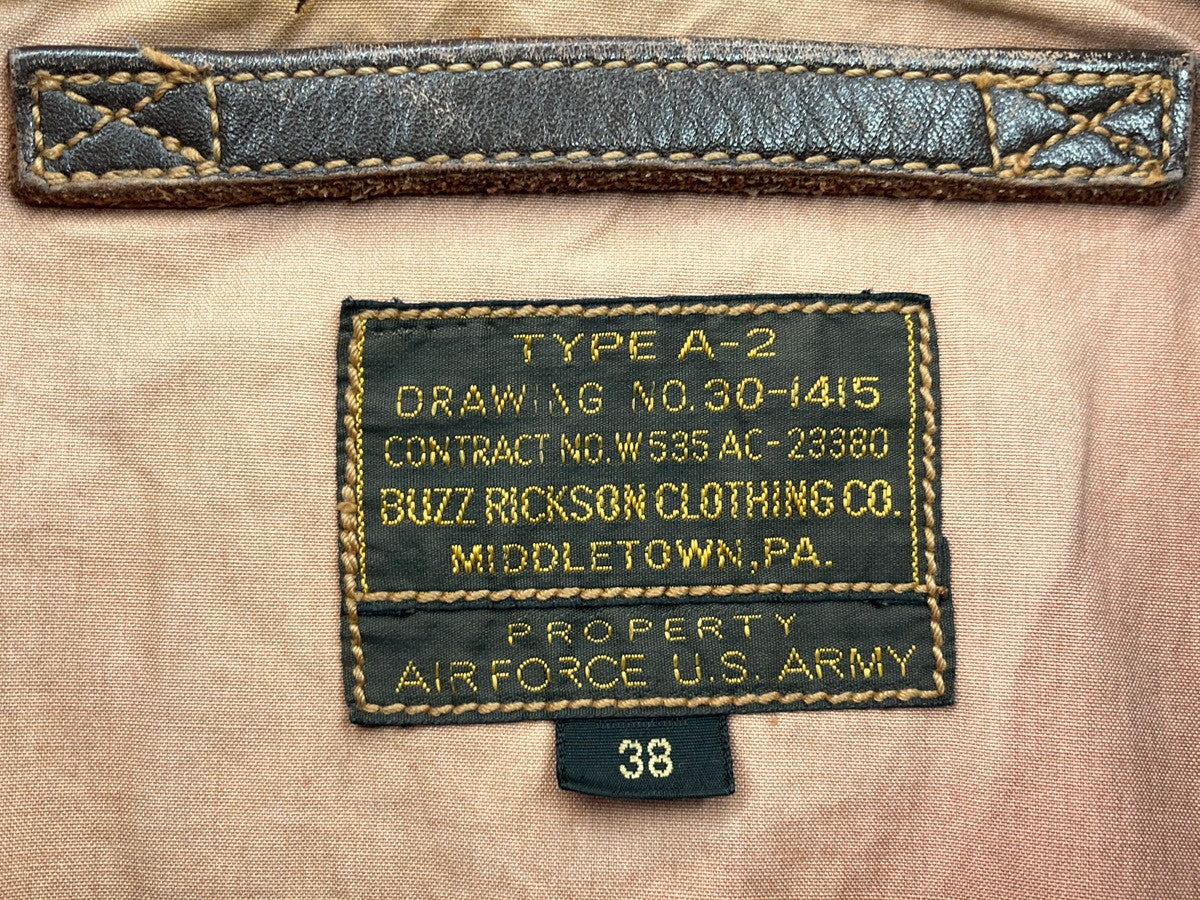 TYPE A-2
DRAWING NO. 30-1415
CONTRACT NO. W 535 AC-23380
BUZZ RICKSON CLOTHING CO.
MIDDLETOWN, PA.
PROPERTY
AIR FORCE U.S. ARMY
38